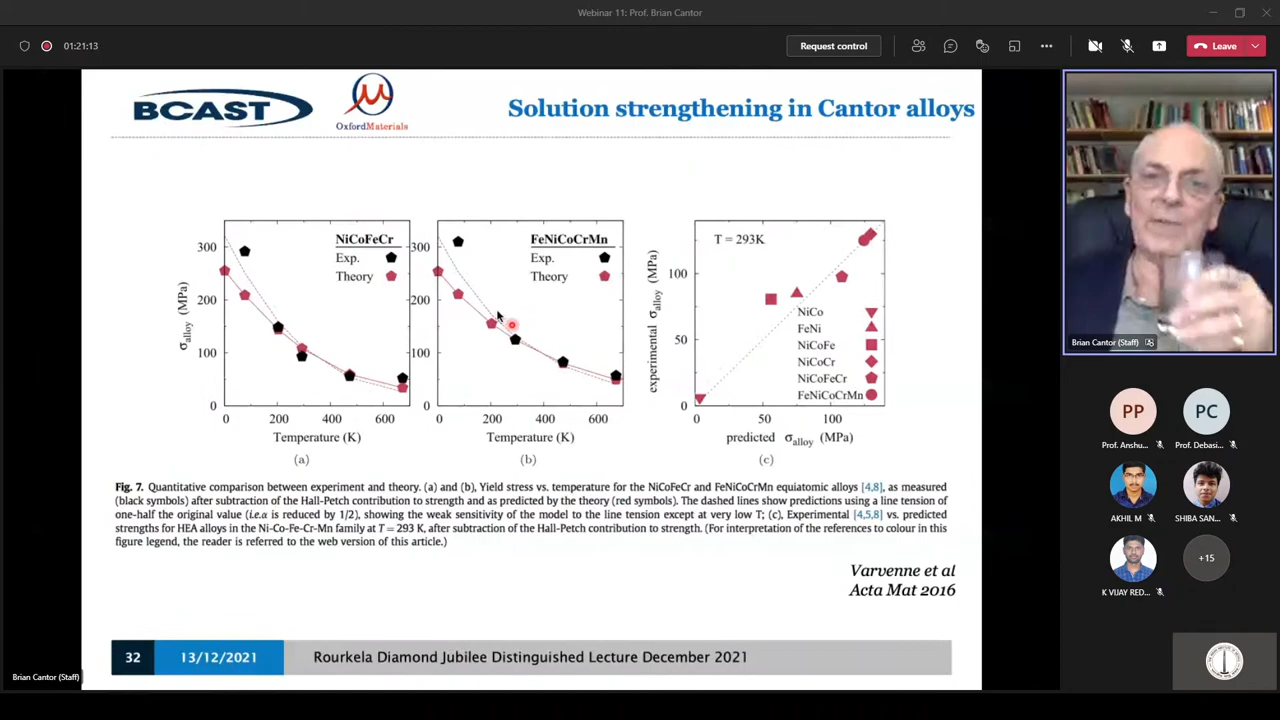 Webinar 11: Prof. Brian Cantor
01:21:13
Request control
Leave
BCAST
OxfordMaterials
Solution strengthening in Cantor alloys
NiCoFeCr
Exp.
Theory
300
200
100
0
σalloy (MPa)
0
200
400
600
Temperature (K)
(a)
FeNiCoCrMn
Exp.
Theory
300
200
100
0
0
200
400
600
Temperature (K)
(b)
T = 293K
100
50
0
experimental σalloy (MPa)
NiCo
FeNi
NiCoFe
NiCoCr
NiCoFeCr
FeNiCoCrMn
0
50
100
predicted σalloy (MPa)
(c)
Fig. 7. Quantitative comparison between experiment and theory. (a) and (b), Yield stress vs. temperature for the NiCoFeCr and FeNiCoCrMn equiatomic alloys [4,8], as measured
(black symbols) after subtraction of the Hall-Petch contribution to strength and as predicted by the theory (red symbols). The dashed lines show predictions using a line tension of
one-half the original value (i.e.α is reduced by 1/2), showing the weak sensitivity of the model to the line tension except at very low T; (c), Experimental [4,5,8] vs. predicted
strengths for HEA alloys in the Ni-Co-Fe-Cr-Mn family at T = 293 K, after subtraction of the Hall-Petch contribution to strength. (For interpretation of the references to colour in this
figure legend, the reader is referred to the web version of this article.)
Varvenne et al
Acta Mat 2016
32
13/12/2021
Rourkela Diamond Jubilee Distinguished Lecture December 2021
Brian Cantor (Staff)
Brian Cantor (Staff)
PP
Prof. Anshu...
PC
Prof. Debasi...
AKHIL M
SHIBA SAN...
K VIJAY RED...
+15